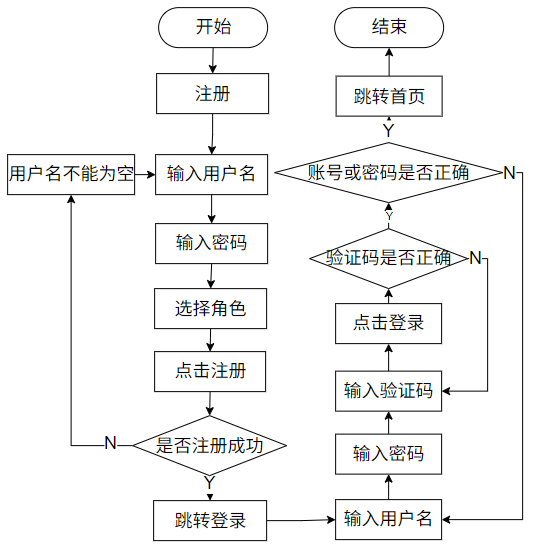 开始
注册
用户名不能为空
输入用户名
输入密码
选择角色
点击注册
是否注册成功
N
Y
跳转登录
结束
跳转首页
Y
账号或密码是否正确
N
Y
验证码是否正确
N
点击登录
输入验证码
输入密码
输入用户名